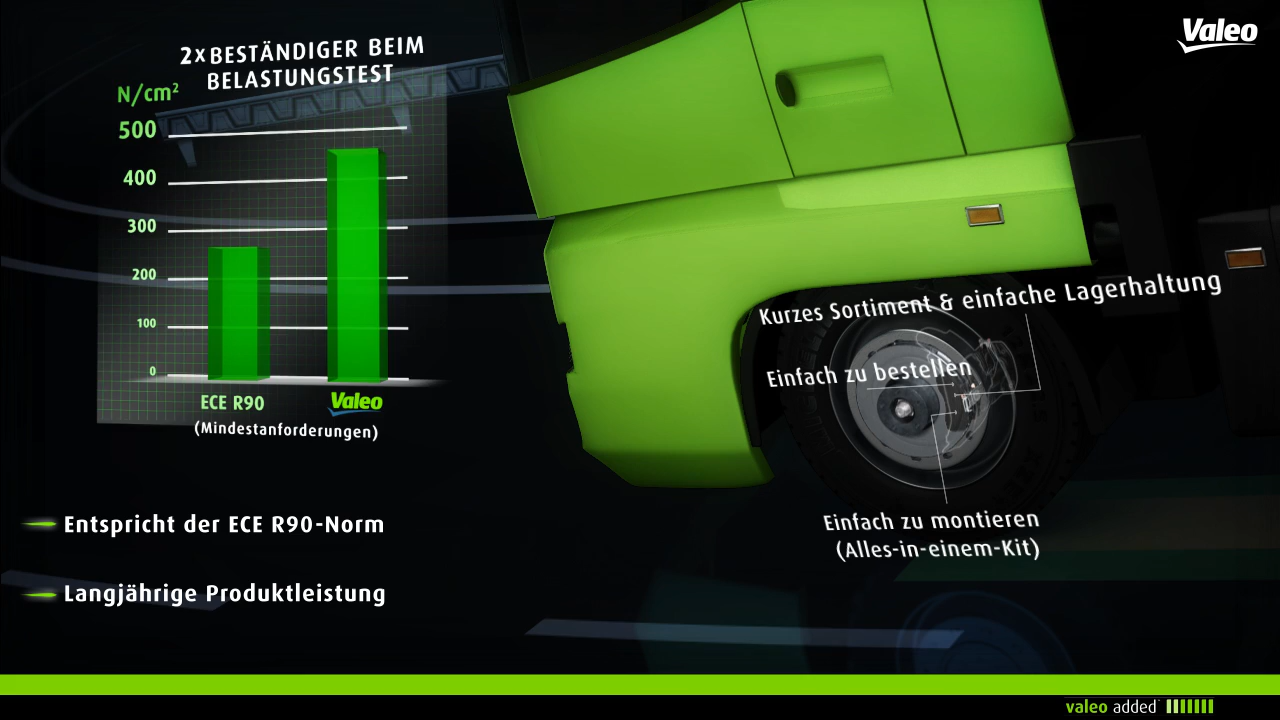 Valeo
2x BESTÄNDIGER BEIM
BELASTUNGSTEST
N/cm²
500
400
300
200
100
0
ECE R90
Valeo
(Mindestanforderungen)
Kurzes Sortiment & einfache Lagerhaltung
Einfach zu bestellen
Einfach zu montieren
(Alles-in-einem-Kit)
Entspricht der ECE R90-Norm
Langjährige Produktleistung
valeo added